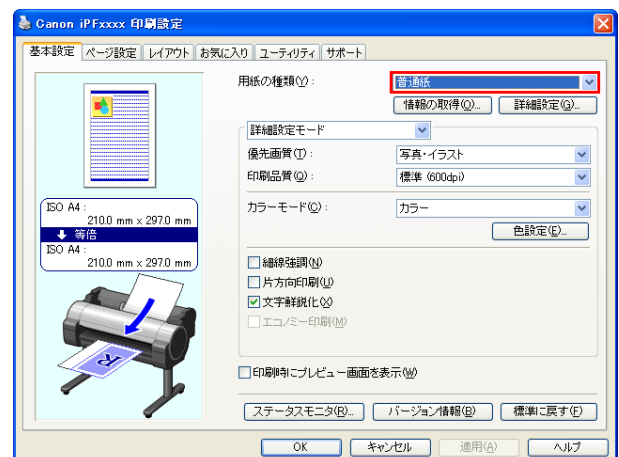 Canon iPFxxxx 印刷設定
基本設定 ページ設定 レイアウト お気に入り ユーティリティ サポート
用紙の種類(Y): 普通紙
情報の取得(O)... 詳細設定(G)...
詳細設定モード
優先画質(T): 写真・イラスト
印刷品質(Q): 標準 (600dpi)
カラーモード(C): カラー
色設定(E)...
ISO A4 :
210.0 mm x 297.0 mm
等倍
ISO A4 :
210.0 mm x 297.0 mm
細線強調(N)
片方向印刷(U)
文字鮮鋭化(X)
エコノミー印刷(M)
印刷時にプレビュー画面を表示(W)
ステータスモニタ(R)... バージョン情報(B) 標準に戻す(F)
OK キャンセル 適用(A) ヘルプ